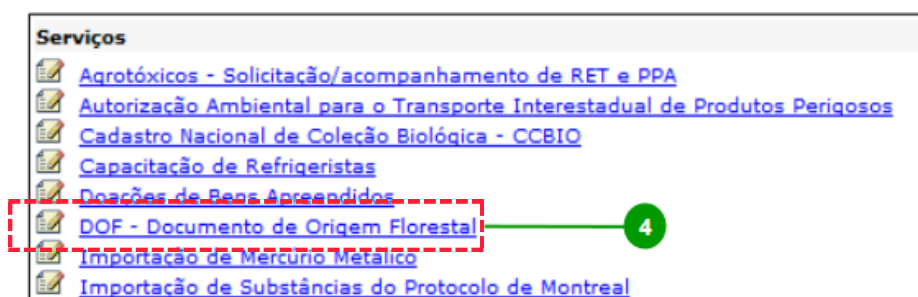 Serviços
Agrotóxicos - Solicitação/acompanhamento de RET e PPA
Autorização Ambiental para o Transporte Interestadual de Produtos Perigosos
Cadastro Nacional de Coleção Biológica - CCBIO
Capacitação de Refrigeristas
Doações de Bens Apreendidos
DOF - Documento de Origem Florestal 4
Importação de Mercúrio Metálico
Importação de Substâncias do Protocolo de Montreal